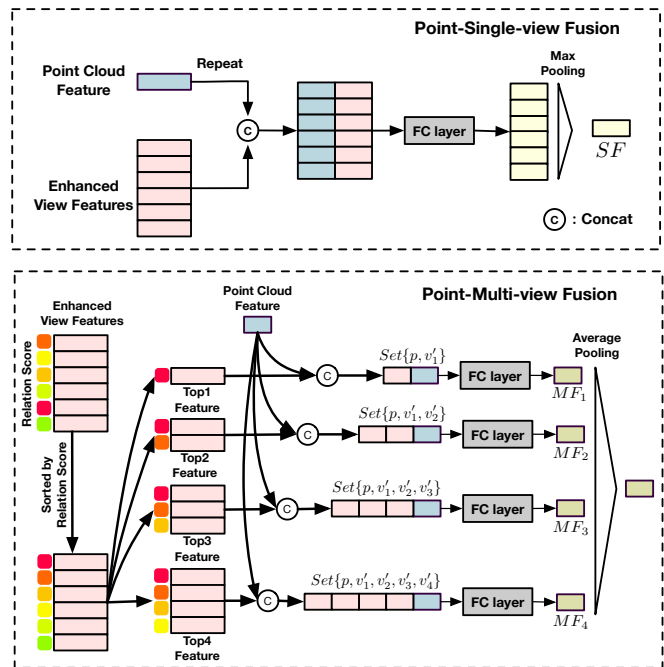 Point-Single-view Fusion
Point Cloud
Feature
Repeat
Max
Pooling
C
FC layer
SF
Enhanced
View Features
C : Concat
Point-Multi-view Fusion
Enhanced
View Features
Point Cloud
Feature
Average
Pooling
Relation Score
Sorted by
Relation Score
Top1
Feature
C
Set{p, v′₁}
FC layer
MF₁
Top2
Feature
C
Set{p, v′₁, v′₂}
FC layer
MF₂
Top3
Feature
C
Set{p, v′₁, v′₂, v′₃}
FC layer
MF₃
Top4
Feature
C
Set{p, v′₁, v′₂, v′₃, v′₄}
FC layer
MF₄